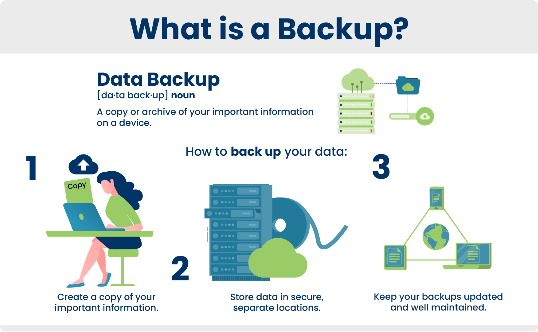 What is a Backup?
Data Backup
[da·ta back·up] noun
A copy or archive of your important information
on a device.
How to back up your data:
1
COPY
Create a copy of your
important information.
2
Store data in secure,
separate locations.
3
Keep your backups updated
and well maintained.